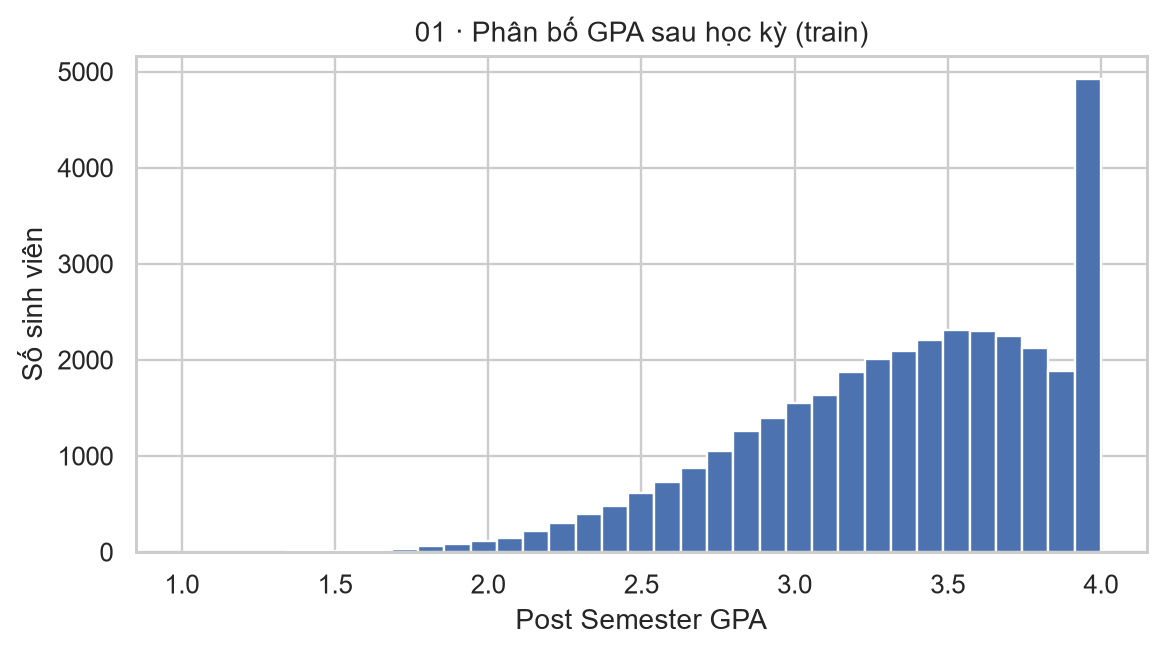 01 · Phân bố GPA sau học kỳ (train)
5000
4000
3000
2000
1000
0
Số sinh viên
1.0 1.5 2.0 2.5 3.0 3.5 4.0
Post Semester GPA